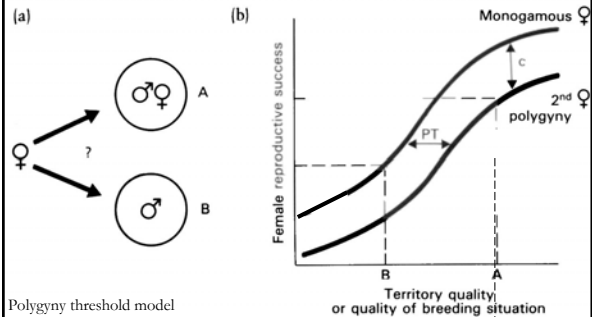 (a)
A
?
B
Polygyny threshold model
(b)
Monogamous ♀
c
2nd ♀
polygyny
PT
Female reproductive success
B
A
Territory quality
or quality of breeding situation